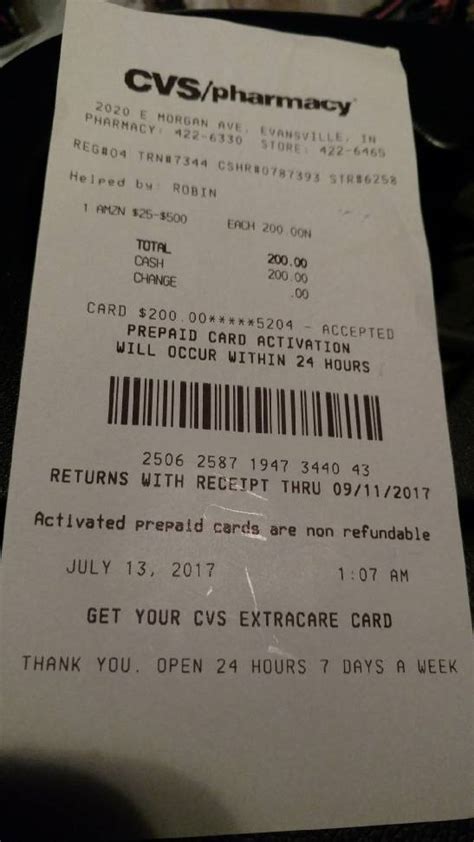 CVS/pharmacy
2020 E MORGAN AVE, EVANSVILLE, IN
PHARMACY: 422-6330 STORE: 422-6465
REG#04 TRN#7344 CSHR#0787393 STR#6258
Helped by: ROBIN
1 AMZN $25-$500 EACH 200.00N
TOTAL 200.00
CASH 200.00
CHANGE .00
CARD $200.00*****5204 - ACCEPTED
PREPAID CARD ACTIVATION
WILL OCCUR WITHIN 24 HOURS
2506 2587 1947 3440 43
RETURNS WITH RECEIPT THRU 09/11/2017
Activated prepaid cards are non refundable
JULY 13, 2017 1:07 AM
GET YOUR CVS EXTRACARE CARD
THANK YOU. OPEN 24 HOURS 7 DAYS A WEEK